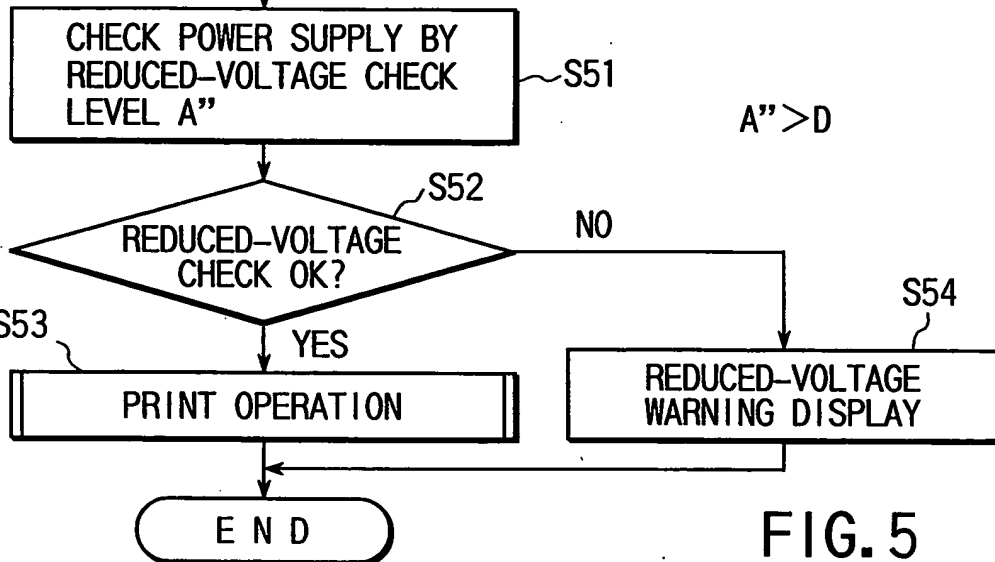 CHECK POWER SUPPLY BY
REDUCED-VOLTAGE CHECK
LEVEL A”
S51
A”>D
S52
REDUCED-VOLTAGE
CHECK OK?
NO
S53
YES
S54
PRINT OPERATION
REDUCED-VOLTAGE
WARNING DISPLAY
END
FIG. 5